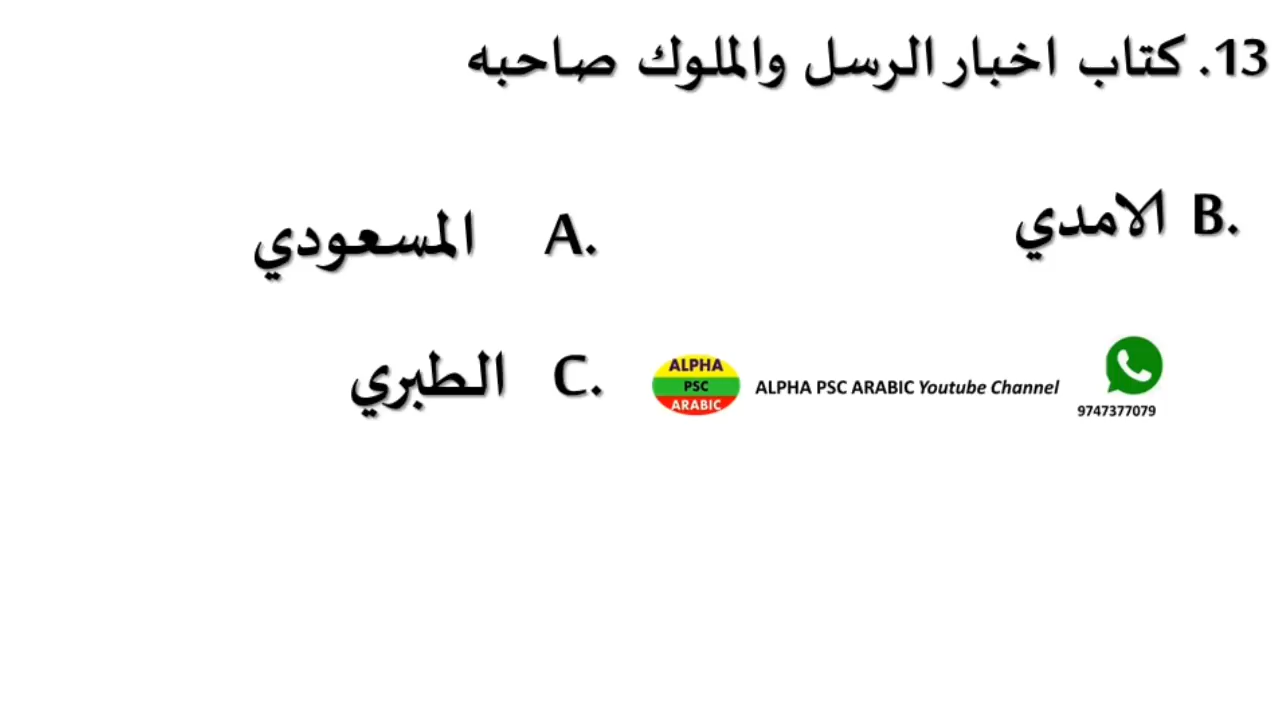 13. كتاب اخبار الرسل والملوك صاحبه
B. الامدي
A. المسعودي
C. الطبري
ALPHA PSC ARABIC
ALPHA PSC ARABIC Youtube Channel
9747377079